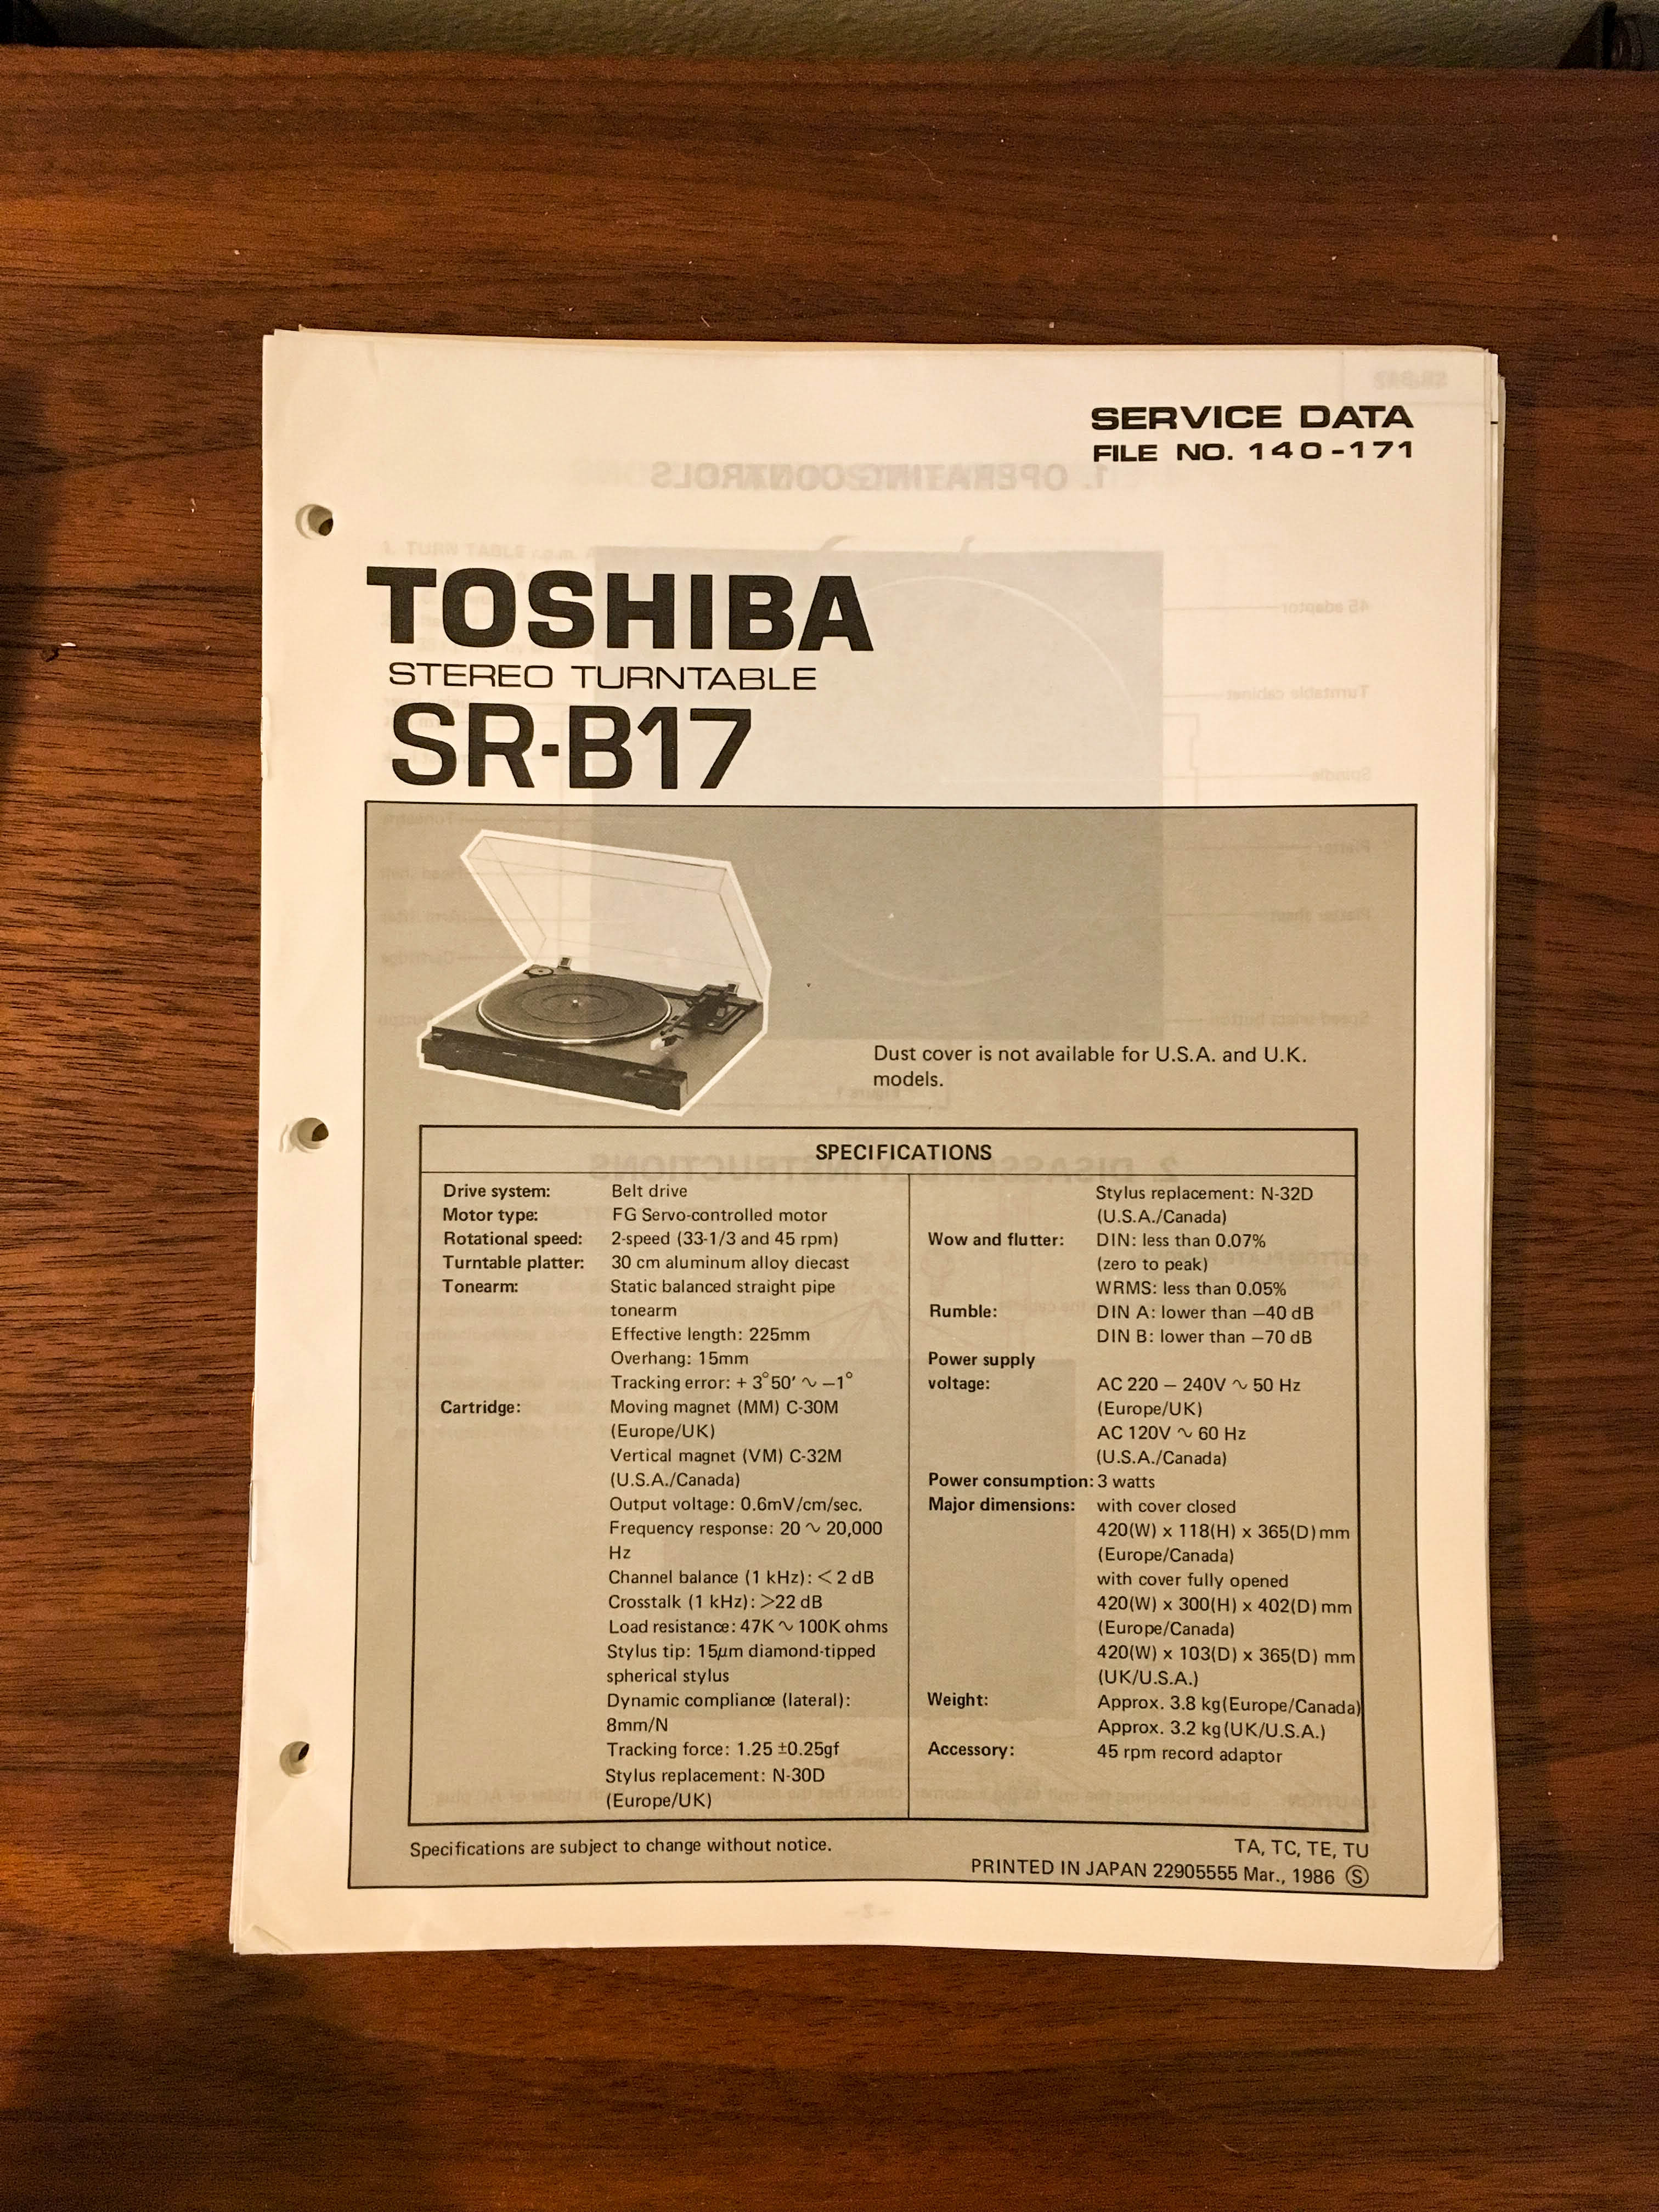 SERVICE DATA
FILE NO. 140-171
TOSHIBA
STEREO TURNTABLE
SR-B17
Dust cover is not available for U.S.A. and U.K.
models.
SPECIFICATIONS
Drive system: Belt drive
Motor type: FG Servo-controlled motor
Rotational speed: 2-speed (33-1/3 and 45 rpm)
Turntable platter: 30 cm aluminum alloy diecast
Tonearm: Static balanced straight pipe
tonearm
Effective length: 225mm
Overhang: 15mm
Tracking error: + 3°50′ ∿ −1°
Cartridge: Moving magnet (MM) C-30M
(Europe/UK)
Vertical magnet (VM) C-32M
(U.S.A./Canada)
Output voltage: 0.6mV/cm/sec.
Frequency response: 20 ∿ 20,000
Hz
Channel balance (1 kHz): < 2 dB
Crosstalk (1 kHz): >22 dB
Load resistance: 47K ∿ 100K ohms
Stylus tip: 15μm diamond-tipped
spherical stylus
Dynamic compliance (lateral):
8mm/N
Tracking force: 1.25 ±0.25gf
Stylus replacement: N-30D
(Europe/UK)
Stylus replacement: N-32D
(U.S.A./Canada)
Wow and flutter: DIN: less than 0.07%
(zero to peak)
WRMS: less than 0.05%
Rumble: DIN A: lower than −40 dB
DIN B: lower than −70 dB
Power supply
voltage: AC 220 – 240V ∿ 50 Hz
(Europe/UK)
AC 120V ∿ 60 Hz
(U.S.A./Canada)
Power consumption: 3 watts
Major dimensions: with cover closed
420(W) x 118(H) x 365(D) mm
(Europe/Canada)
with cover fully opened
420(W) x 300(H) x 402(D) mm
(Europe/Canada)
420(W) x 103(D) x 365(D) mm
(UK/U.S.A.)
Weight: Approx. 3.8 kg(Europe/Canada)
Approx. 3.2 kg(UK/U.S.A.)
Accessory: 45 rpm record adaptor
Specifications are subject to change without notice.
TA, TC, TE, TU
PRINTED IN JAPAN 22905555 Mar., 1986 Ⓢ